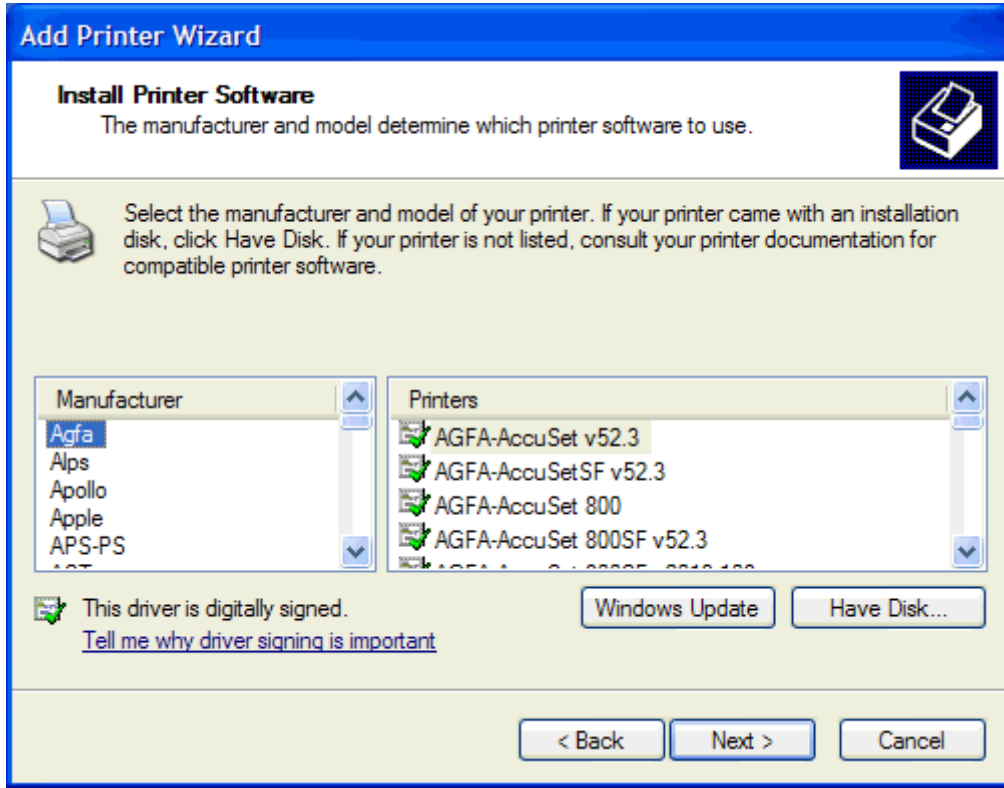 Add Printer Wizard
Install Printer Software
The manufacturer and model determine which printer software to use.
Select the manufacturer and model of your printer. If your printer came with an installation
disk, click Have Disk. If your printer is not listed, consult your printer documentation for
compatible printer software.
Manufacturer
Agfa
Alps
Apollo
Apple
APS-PS
Printers
AGFA-AccuSet v52.3
AGFA-AccuSetSF v52.3
AGFA-AccuSet 800
AGFA-AccuSet 800SF v52.3
This driver is digitally signed.
Tell me why driver signing is important
Windows Update
Have Disk...
< Back
Next >
Cancel